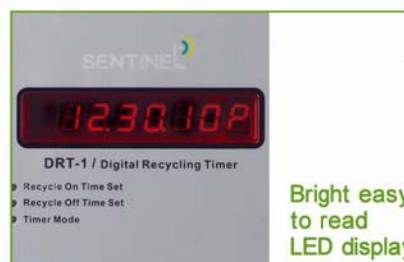 SENTINEL
12.30.10P
DRT-1 / Digital Recycling Timer
Recycle On Time Set
Recycle Off Time Set
Timer Mode
Bright easy
to read
LED display